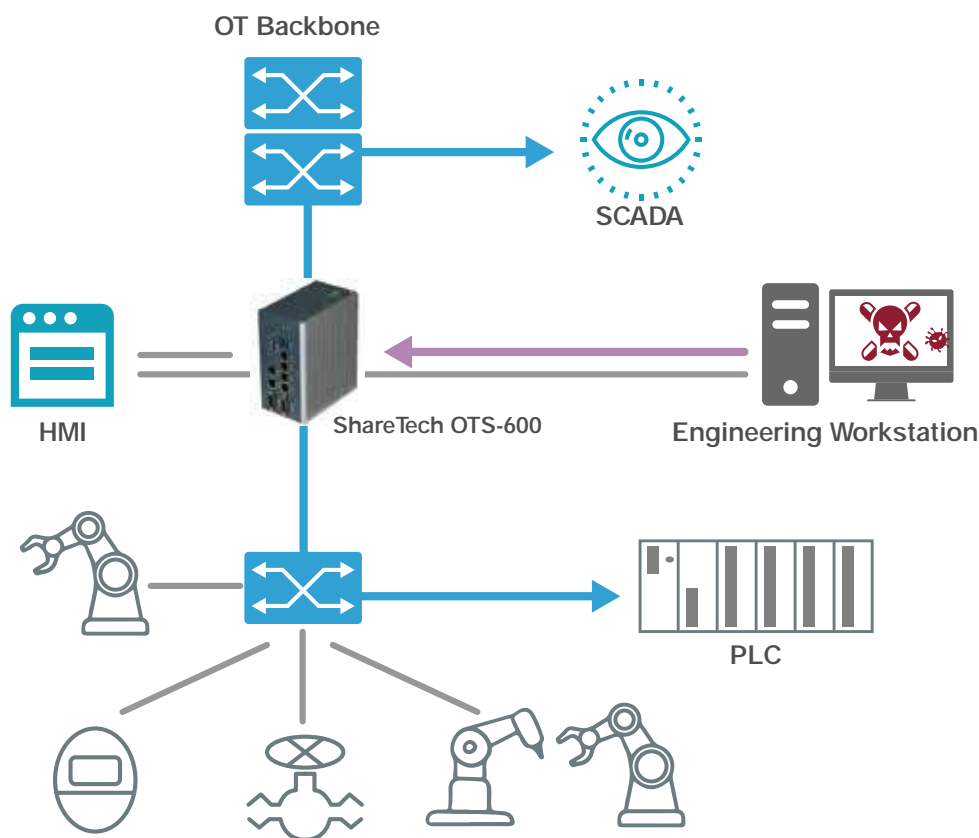 OT Backbone
SCADA
HMI
ShareTech OTS-600
Engineering Workstation
PLC